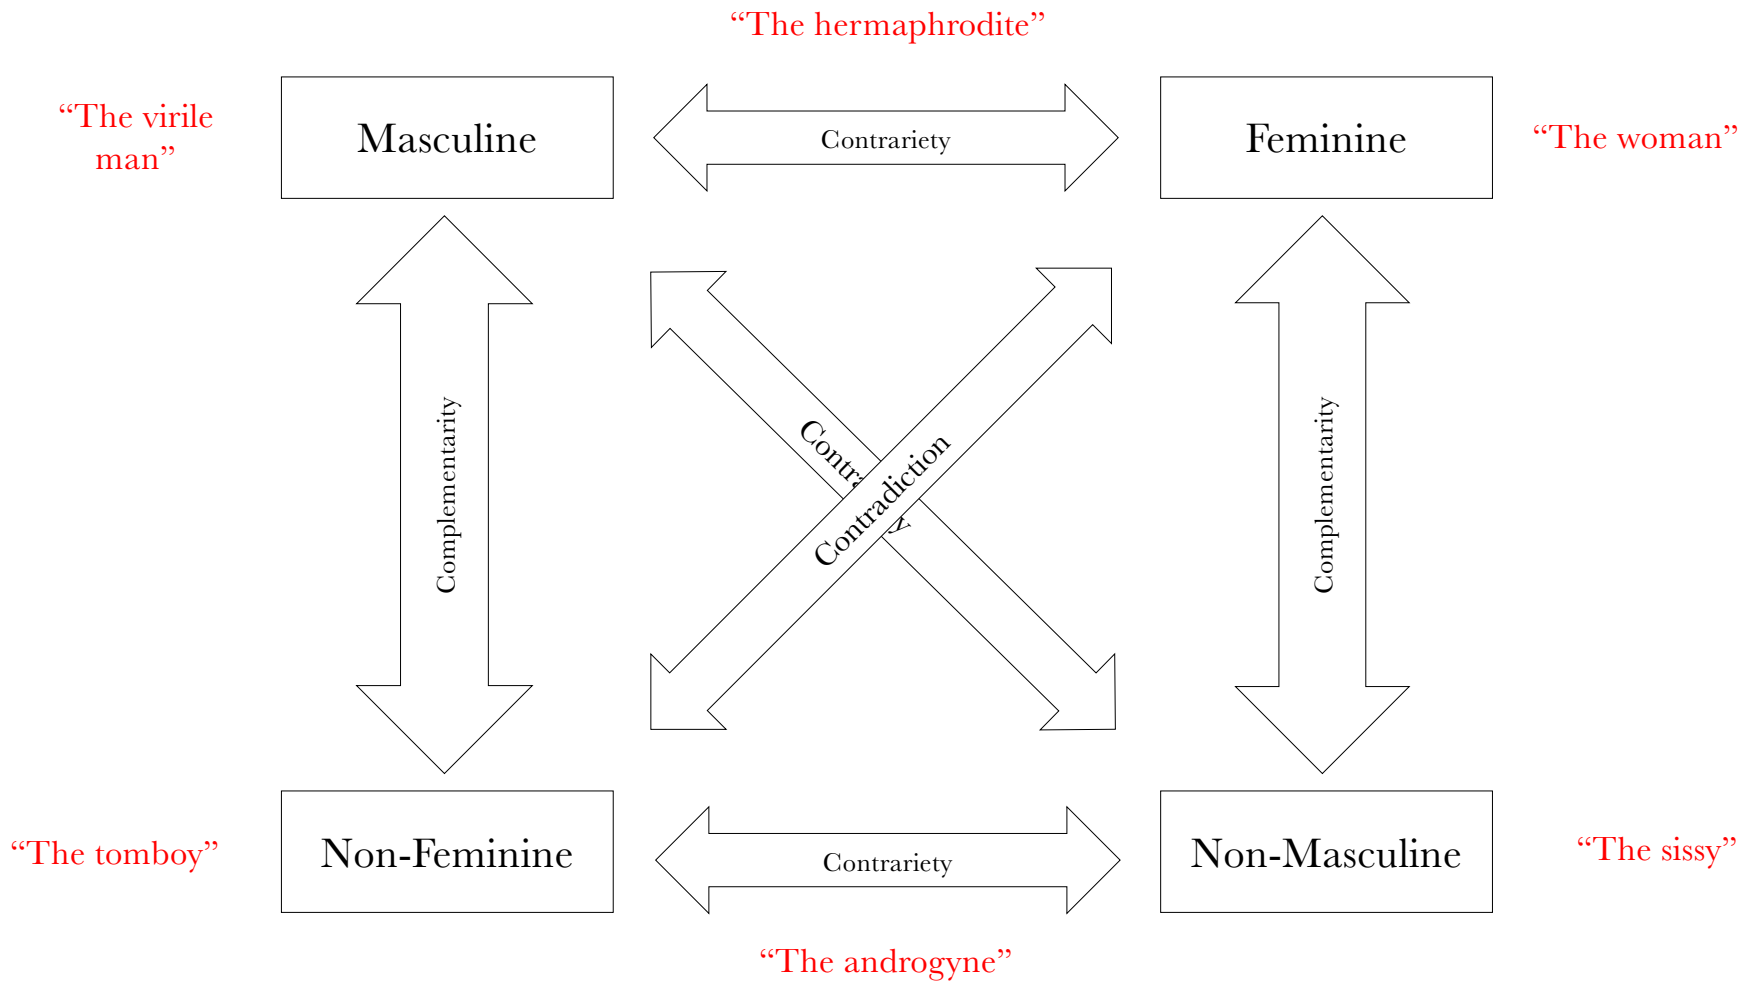 “The hermaphrodite”
“The virile
man”
Masculine
Contrariety
Feminine
“The woman”
Complementarity
Contradiction
Complementarity
“The tomboy”
Non-Feminine
Contrariety
Non-Masculine
“The sissy”
“The androgyne”